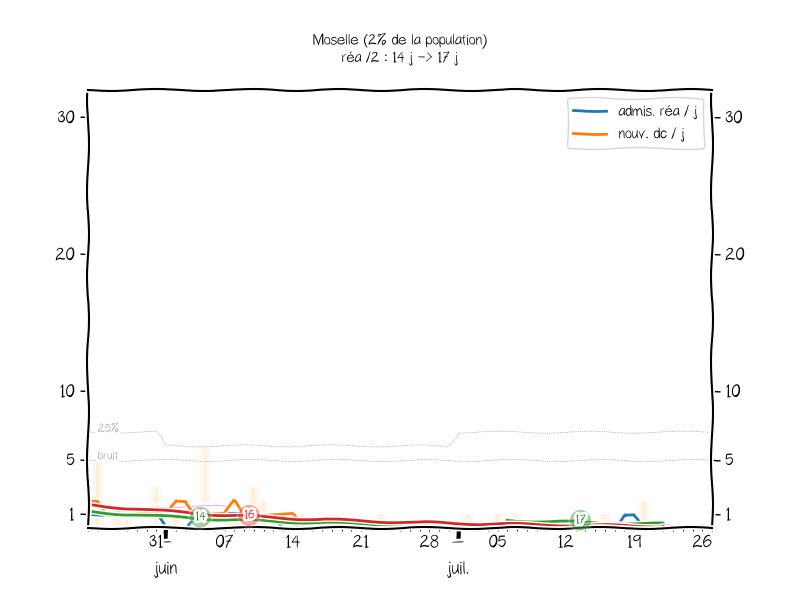 Moselle (2% de la population)
réa /2 : 14 j -> 17 j
admis. réa / j
nouv. dc / j
30 30
20 20
10 10
25%
5 bruit 5
1 14 16 17 1
31 07 14 21 28 05 12 19 26
juin juil.